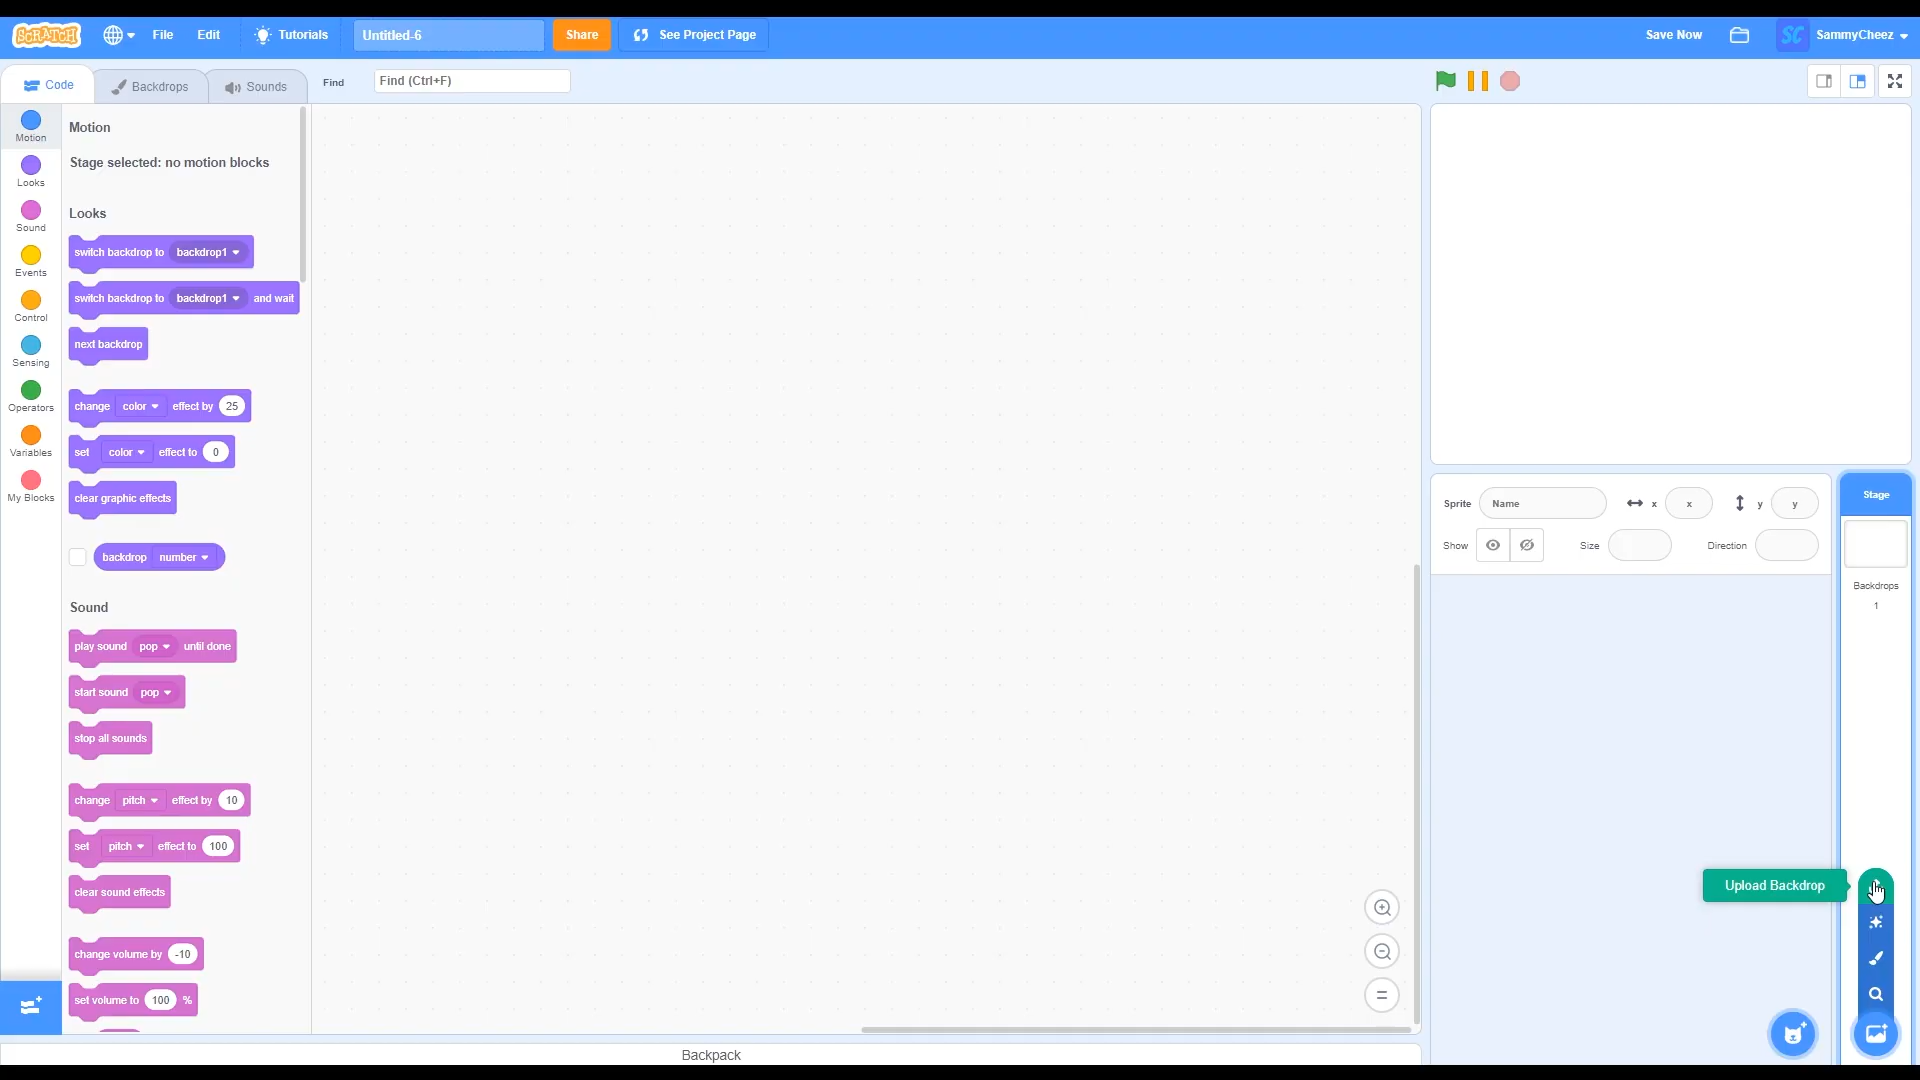 SCRATCH File Edit Tutorials Untitled-6 Share See Project Page Save Now SC SammyCheez
Code Backdrops Sounds Find Find (Ctrl+F)
Motion
Looks
Sound
Events
Control
Sensing
Operators
Variables
My Blocks
Motion
Stage selected: no motion blocks
Looks
switch backdrop to backdrop1
switch backdrop to backdrop1 and wait
next backdrop
change color effect by 25
set color effect to 0
clear graphic effects
backdrop number
Sound
play sound pop until done
start sound pop
stop all sounds
change pitch effect by 10
set pitch effect to 100
clear sound effects
change volume by -10
set volume to 100 %
Backpack
Sprite Name x x y y
Show Size Direction
Stage
Backdrops
1
Upload Backdrop